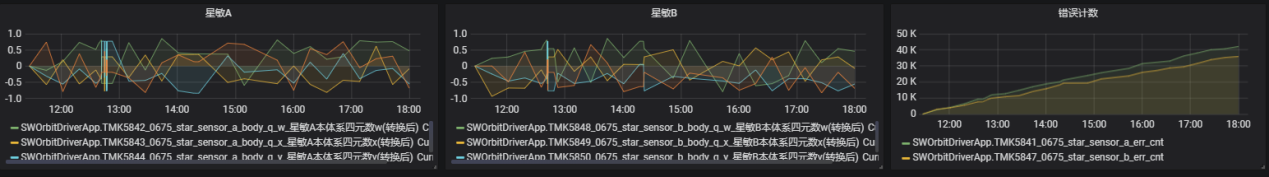 星敏A
1.0
0.5
0
-0.5
-1.0
12:00 13:00 14:00 15:00 16:00 17:00 18:00
SWOrbitDriverApp.TMK5842_0675_star_sensor_a_body_q_w_星敏A本体系四元数w(转换后) Cu
SWOrbitDriverApp.TMK5843_0675_star_sensor_a_body_q_x_星敏A本体系四元数x(转换后) Cur
SWOrbitDriverApp.TMK5844_0675_star_sensor_a_body_q_y_星敏A本体系四元数y(转换后) Cur
星敏B
1.0
0.5
0
-0.5
-1.0
12:00 13:00 14:00 15:00 16:00 17:00 18:00
SWOrbitDriverApp.TMK5848_0675_star_sensor_b_body_q_w_星敏B本体系四元数w(转换后) C
SWOrbitDriverApp.TMK5849_0675_star_sensor_b_body_q_x_星敏B本体系四元数x(转换后) Cu
SWOrbitDriverApp.TMK5850_0675_star_sensor_b_body_q_y_星敏B本体系四元数y(转换后) Cur
错误计数
50 K
40 K
30 K
20 K
10 K
0
12:00 13:00 14:00 15:00 16:00 17:00 18:00
SWOrbitDriverApp.TMK5841_0675_star_sensor_a_err_cnt
SWOrbitDriverApp.TMK5847_0675_star_sensor_b_err_cnt